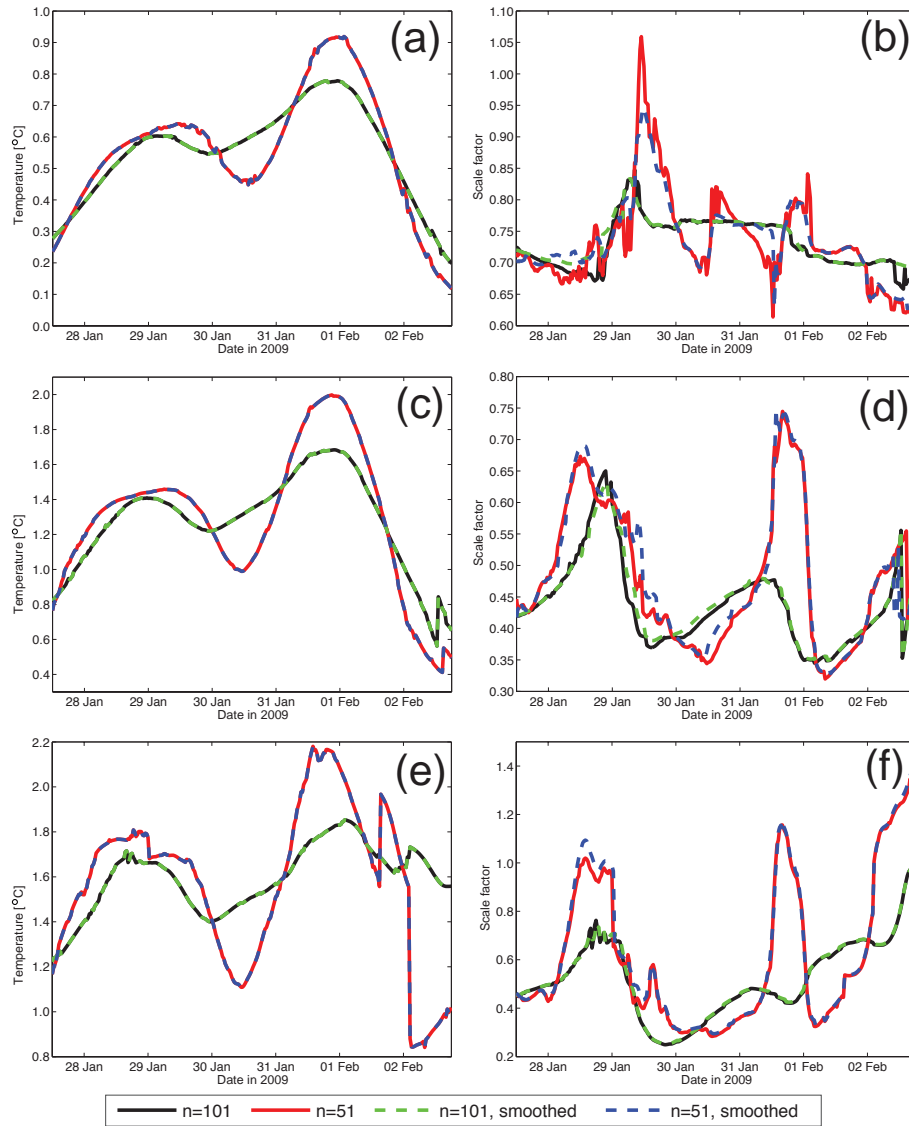 (a)
Temperature [°C]
1.0
0.9
0.8
0.7
0.6
0.5
0.4
0.3
0.2
0.1
0.0
28 Jan 29 Jan 30 Jan 31 Jan 01 Feb 02 Feb
Date in 2009
(b)
Scale factor
1.10
1.05
1.00
0.95
0.90
0.85
0.80
0.75
0.70
0.65
0.60
28 Jan 29 Jan 30 Jan 31 Jan 01 Feb 02 Feb
Date in 2009
(c)
Temperature [°C]
2.0
1.8
1.6
1.4
1.2
1.0
0.8
0.6
0.4
28 Jan 29 Jan 30 Jan 31 Jan 01 Feb 02 Feb
Date in 2009
(d)
Scale factor
0.80
0.75
0.70
0.65
0.60
0.55
0.50
0.45
0.40
0.35
0.30
28 Jan 29 Jan 30 Jan 31 Jan 01 Feb 02 Feb
Date in 2009
(e)
Temperature [°C]
2.2
2.0
1.8
1.6
1.4
1.2
1.0
0.8
28 Jan 29 Jan 30 Jan 31 Jan 01 Feb 02 Feb
Date in 2009
(f)
Scale factor
1.4
1.2
1.0
0.8
0.6
0.4
0.2
28 Jan 29 Jan 30 Jan 31 Jan 01 Feb 02 Feb
Date in 2009
n=101 n=51 n=101, smoothed n=51, smoothed